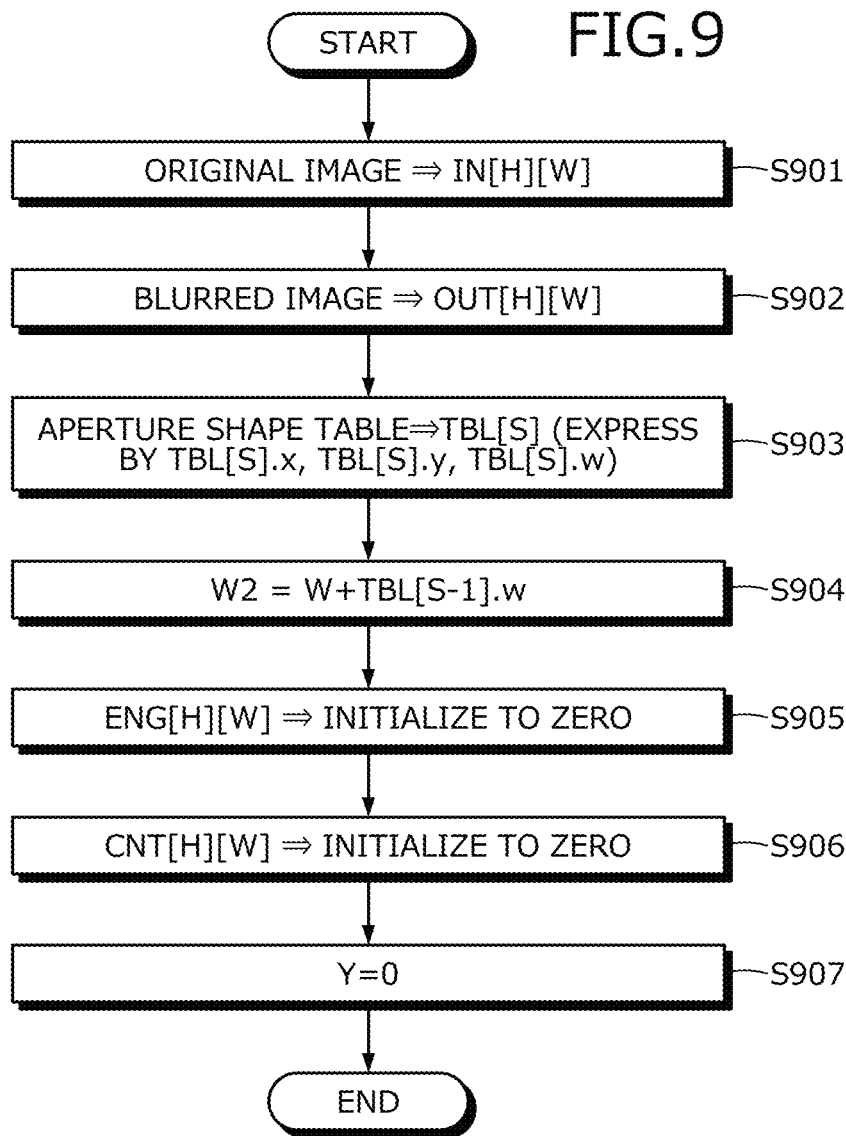 FIG.9
START
ORIGINAL IMAGE ⇒ IN[H][W]
S901
BLURRED IMAGE ⇒ OUT[H][W]
S902
APERTURE SHAPE TABLE⇒TBL[S] (EXPRESS
BY TBL[S].x, TBL[S].y, TBL[S].w)
S903
W2 = W+TBL[S-1].w
S904
ENG[H][W] ⇒ INITIALIZE TO ZERO
S905
CNT[H][W] ⇒ INITIALIZE TO ZERO
S906
Y=0
S907
END